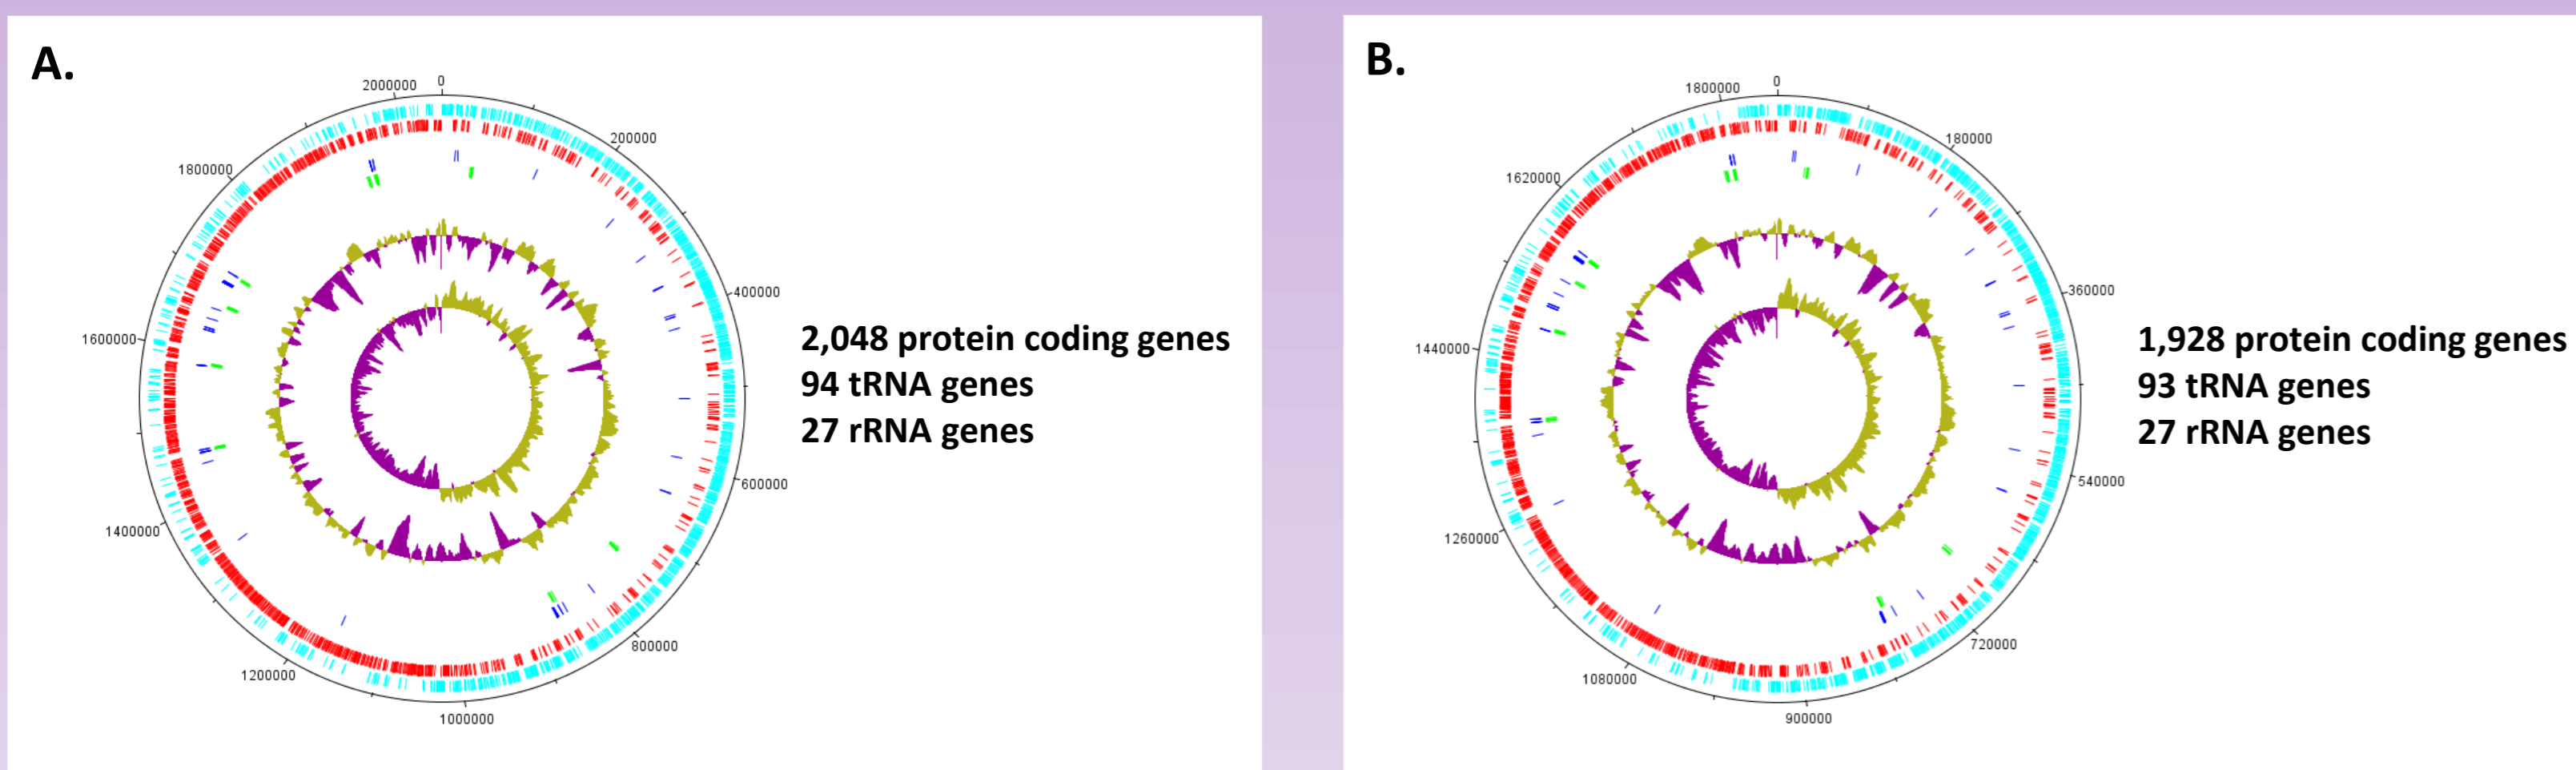 A.
0
200000
400000
600000
800000
1000000
1200000
1400000
1600000
1800000
2000000
2,048 protein coding genes
94 tRNA genes
27 rRNA genes
B.
0
180000
360000
540000
720000
900000
1080000
1260000
1440000
1620000
1800000
1,928 protein coding genes
93 tRNA genes
27 rRNA genes